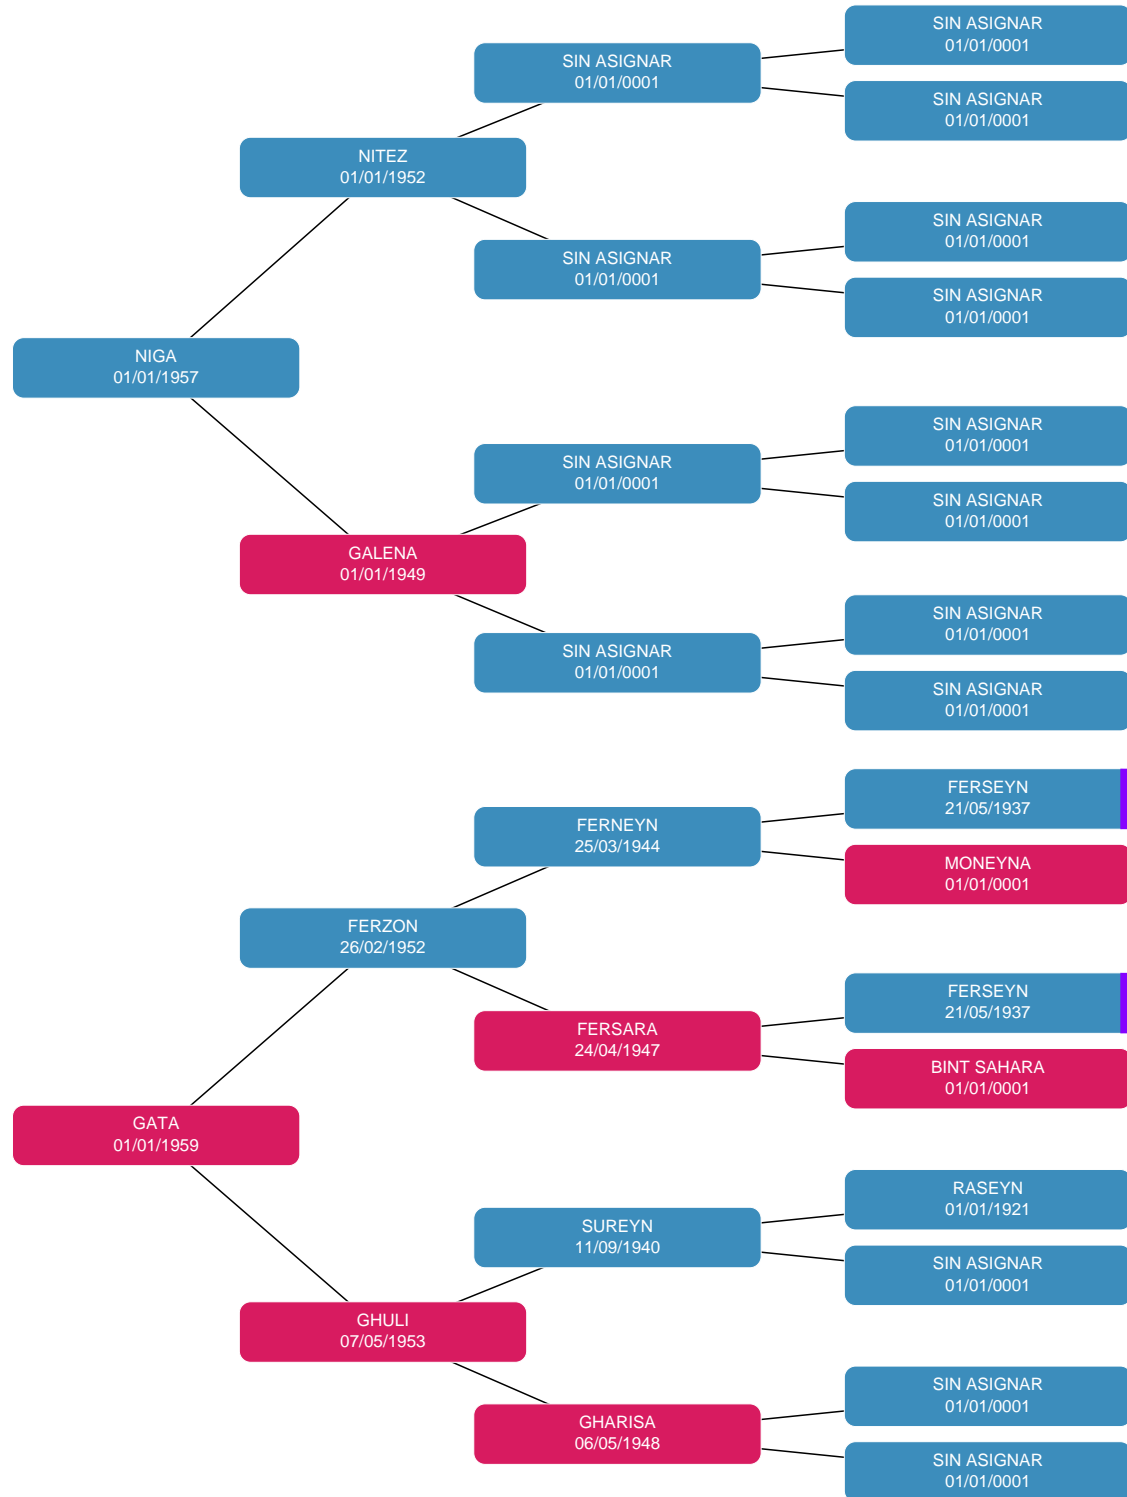 SIN ASIGNAR
01/01/0001
SIN ASIGNAR
01/01/0001
SIN ASIGNAR
01/01/0001
NITEZ
01/01/1952
SIN ASIGNAR
01/01/0001
SIN ASIGNAR
01/01/0001
SIN ASIGNAR
01/01/0001
NIGA
01/01/1957
SIN ASIGNAR
01/01/0001
SIN ASIGNAR
01/01/0001
SIN ASIGNAR
01/01/0001
GALENA
01/01/1949
SIN ASIGNAR
01/01/0001
SIN ASIGNAR
01/01/0001
SIN ASIGNAR
01/01/0001
FERSEYN
21/05/1937
FERNEYN
25/03/1944
MONEYNA
01/01/0001
FERZON
26/02/1952
FERSEYN
21/05/1937
FERSARA
24/04/1947
BINT SAHARA
01/01/0001
GATA
01/01/1959
RASEYN
01/01/1921
SUREYN
11/09/1940
SIN ASIGNAR
01/01/0001
GHULI
07/05/1953
SIN ASIGNAR
01/01/0001
GHARISA
06/05/1948
SIN ASIGNAR
01/01/0001